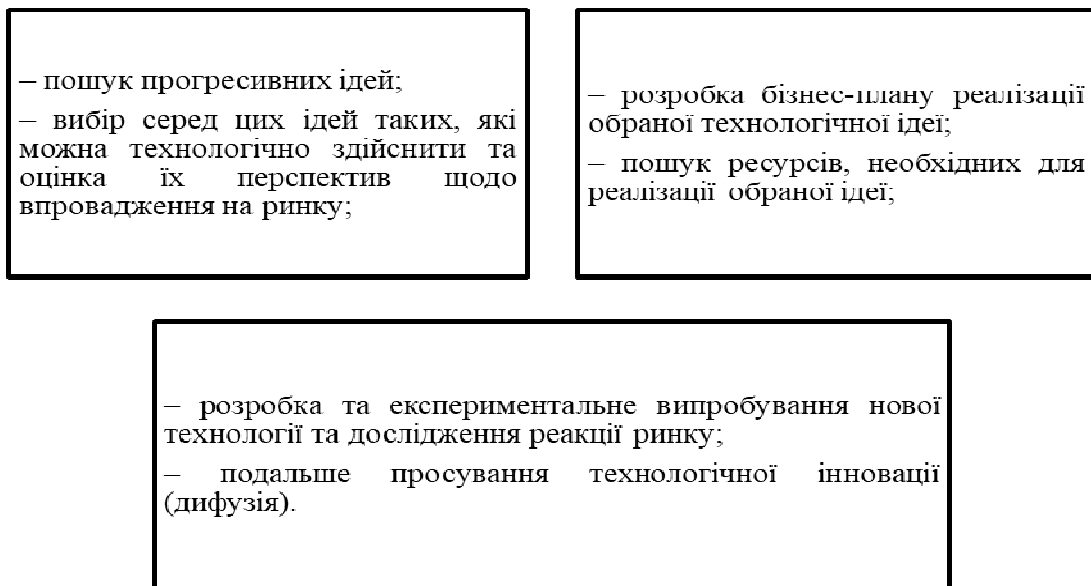 – пошук прогресивних ідей;
– вибір серед цих ідей таких, які
можна технологічно здійснити та
оцінка їх перспектив щодо
впровадження на ринку;
– розробка бізнес-плану реалізації
обраної технологічної ідеї;
– пошук ресурсів, необхідних для
реалізації обраної ідеї;
– розробка та експериментальне випробування нової
технології та дослідження реакції ринку;
– подальше просування технологічної інновації
(дифузія).